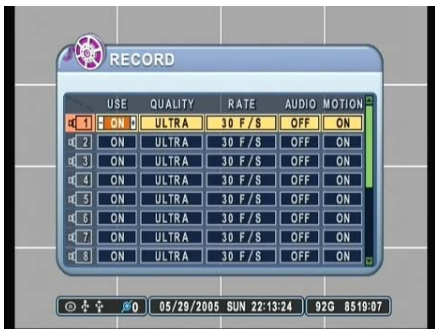 RECORD
USE QUALITY RATE AUDIO MOTION
1 ON ULTRA 30 F/S OFF ON
2 ON ULTRA 30 F/S OFF ON
3 ON ULTRA 30 F/S OFF ON
4 ON ULTRA 30 F/S OFF ON
5 ON ULTRA 30 F/S OFF ON
6 ON ULTRA 30 F/S OFF ON
7 ON ULTRA 30 F/S OFF ON
8 ON ULTRA 30 F/S OFF ON
0 05/29/2005 SUN 22:13:24 92G 8519:07